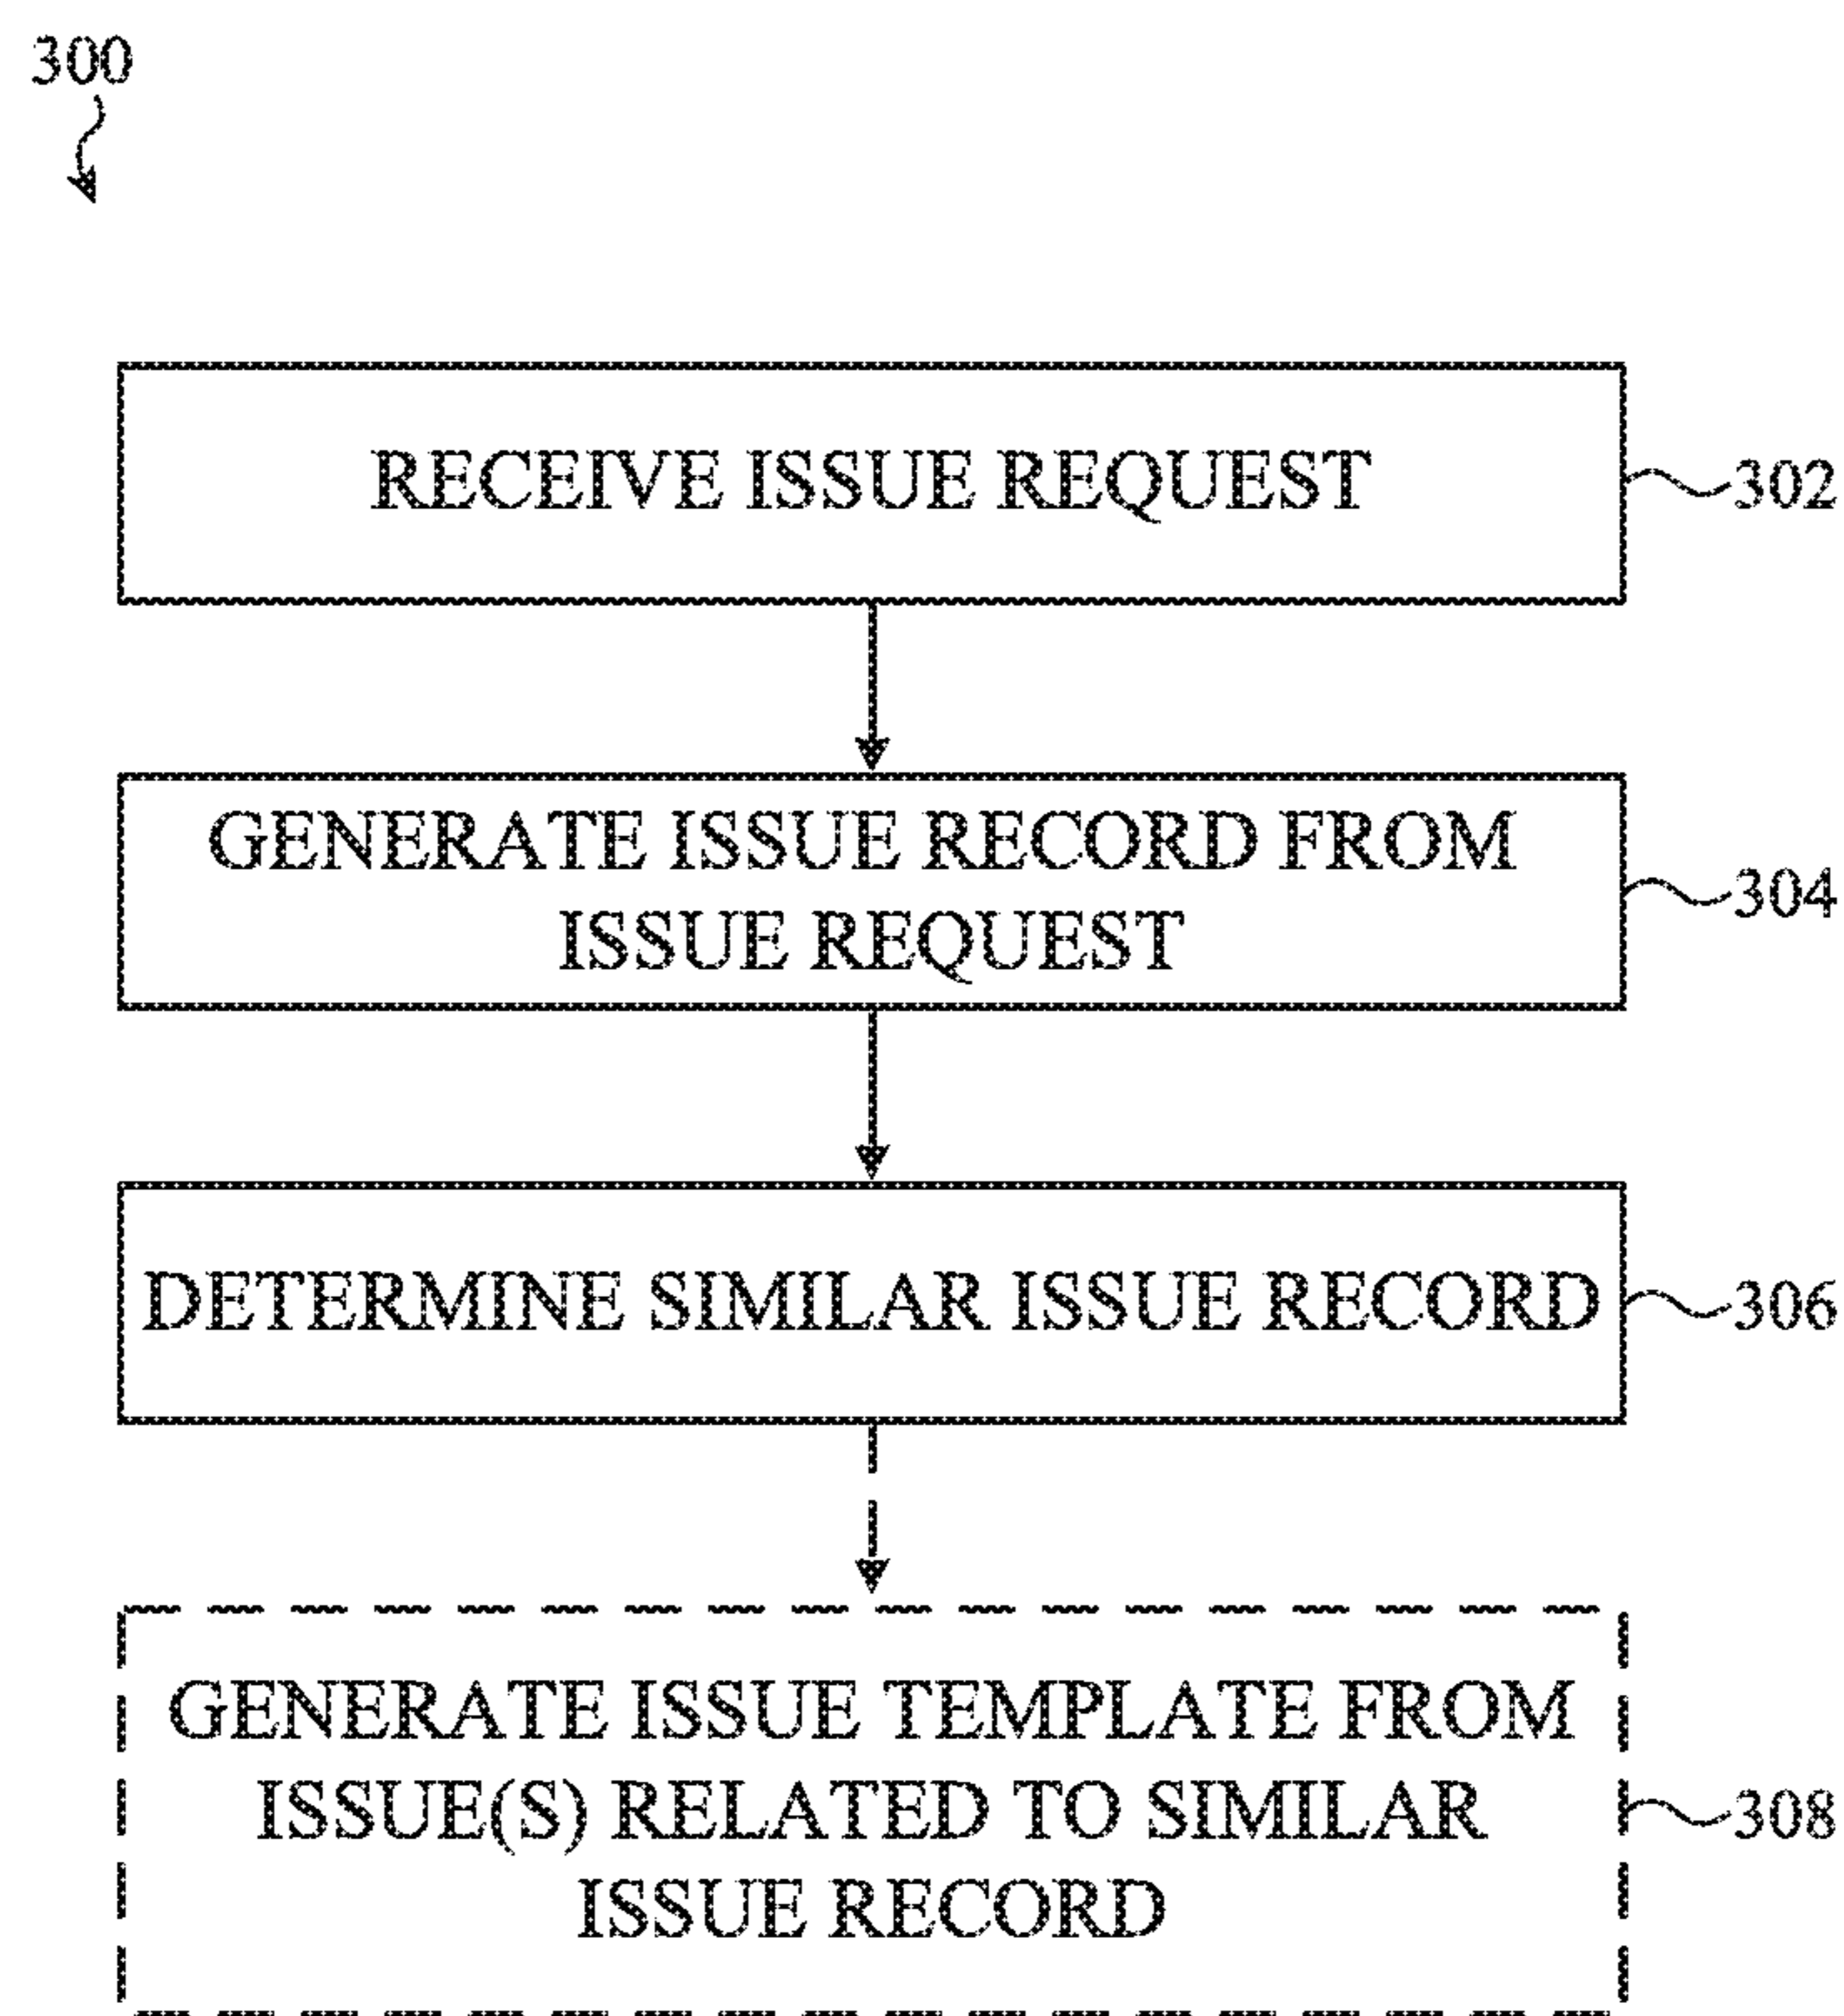 300
RECEIVE ISSUE REQUEST
302
GENERATE ISSUE RECORD FROM
ISSUE REQUEST
304
DETERMINE SIMILAR ISSUE RECORD
306
GENERATE ISSUE TEMPLATE FROM
ISSUE(S) RELATED TO SIMILAR
ISSUE RECORD
308